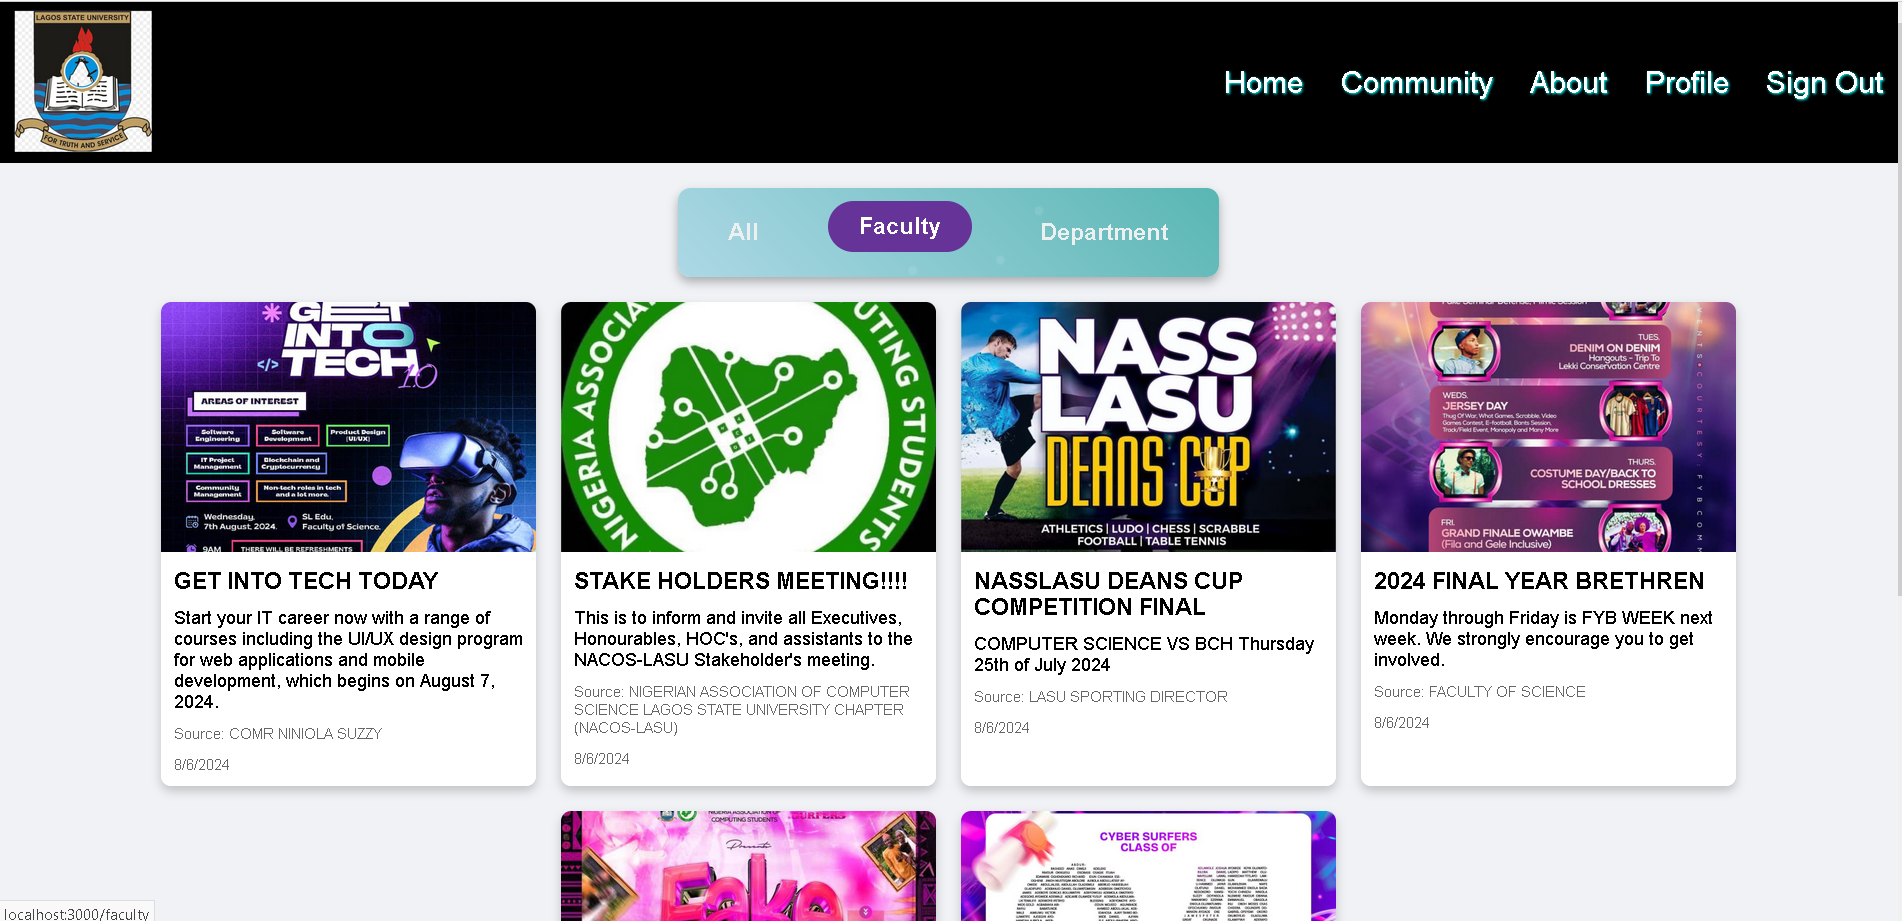 LAGOS STATE UNIVERSITY
FOR TRUTH AND SERVICE
Home Community About Profile Sign Out
All Faculty Department
GET
INTO
</> TECH
1.0
AREAS OF INTEREST
Software Engineering
Software Development
Product Design (UI/UX)
IT Project Management
Blockchain and Cryptocurrency
Community Management
Non-tech roles in tech and a lot more.
Wednesday,
7th August, 2024.
SL Edu,
Faculty of Science.
9AM
THERE WILL BE REFRESHMENTS
GET INTO TECH TODAY
Start your IT career now with a range of
courses including the UI/UX design program
for web applications and mobile
development, which begins on August 7,
2024.
Source: COMR NINIOLA SUZZY
8/6/2024
NIGERIA ASSOCIA
UTING STUDENTS
STAKE HOLDERS MEETING!!!!
This is to inform and invite all Executives,
Honourables, HOC's, and assistants to the
NACOS-LASU Stakeholder's meeting.
Source: NIGERIAN ASSOCIATION OF COMPUTER
SCIENCE LAGOS STATE UNIVERSITY CHAPTER
(NACOS-LASU)
8/6/2024
NASS
LASU
DEANS CUP
ATHLETICS | LUDO | CHESS | SCRABBLE
FOOTBALL | TABLE TENNIS
NASSLASU DEANS CUP
COMPETITION FINAL
COMPUTER SCIENCE VS BCH Thursday
25th of July 2024
Source: LASU SPORTING DIRECTOR
8/6/2024
TUES.
DENIM ON DENIM
Hangouts - Trip To
Lekki Conservation Centre
WEDS.
JERSEY DAY
Thug Of War, Whot Games, Scrabble, Video
Games Contest, E-football, Bants Session,
Track/Field Event, Monopoly and Many More
THURS.
COSTUME DAY/BACK TO
SCHOOL DRESSES
FRI.
GRAND FINALE OWAMBE
(Fila and Gele Inclusive)
2024 FINAL YEAR BRETHREN
Monday through Friday is FYB WEEK next
week. We strongly encourage you to get
involved.
Source: FACULTY OF SCIENCE
8/6/2024
COMPUTING STUDENTS
Presents
Fake
CYBER SURFERS
CLASS OF
localhost:3000/faculty